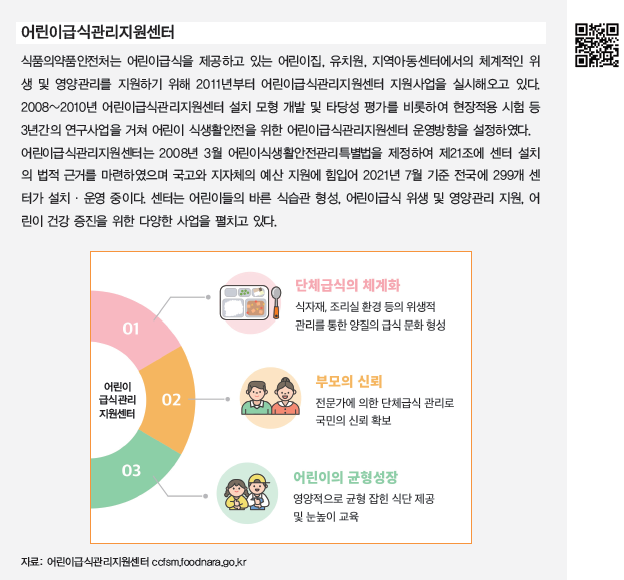 어린이급식관리지원센터
식품의약품안전처는 어린이급식을 제공하고 있는 어린이집, 유치원, 지역아동센터에서의 체계적인 위
생 및 영양관리를 지원하기 위해 2011년부터 어린이급식관리지원센터 지원사업을 실시해오고 있다.
2008~2010년 어린이급식관리지원센터 설치 모형 개발 및 타당성 평가를 비롯하여 현장적용 시험 등
3년간의 연구사업을 거쳐 어린이 식생활안전을 위한 어린이급식관리지원센터 운영방향을 설정하였다.
어린이급식관리지원센터는 2008년 3월 어린이식생활안전관리특별법을 제정하여 제21조에 센터 설치
의 법적 근거를 마련하였으며 국고와 지자체의 예산 지원에 힘입어 2021년 7월 기준 전국에 299개 센
터가 설치 · 운영 중이다. 센터는 어린이들의 바른 식습관 형성, 어린이급식 위생 및 영양관리 지원, 어
린이 건강 증진을 위한 다양한 사업을 펼치고 있다.
어린이
급식관리
지원센터
01
단체급식의 체계화
식자재, 조리실 환경 등의 위생적
관리를 통한 양질의 급식 문화 형성
02
부모의 신뢰
전문가에 의한 단체급식 관리로
국민의 신뢰 확보
03
어린이의 균형성장
영양적으로 균형 잡힌 식단 제공
및 눈높이 교육
자료: 어린이급식관리지원센터 ccfsm.foodnara.go.kr